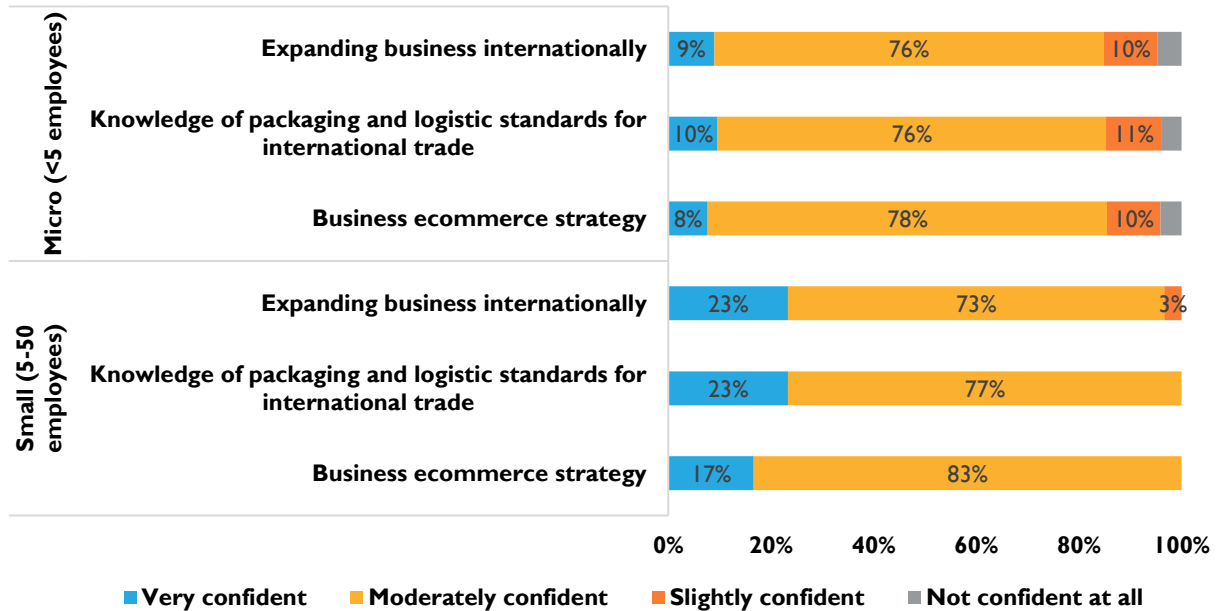 Micro (<5 employees)
Expanding business internationally
9% 76% 10%
Knowledge of packaging and logistic standards for
international trade
10% 76% 11%
Business ecommerce strategy
8% 78% 10%
Small (5-50
employees)
Expanding business internationally
23% 73% 3%
Knowledge of packaging and logistic standards for
international trade
23% 77%
Business ecommerce strategy
17% 83%
0% 20% 40% 60% 80% 100%
Very confident Moderately confident Slightly confident Not confident at all